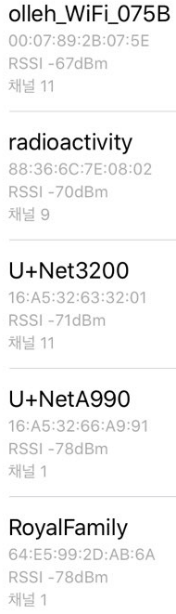 olleh_WiFi_075B
00:07:89:2B:07:5E
RSSI -67dBm
채널 11
radioactivity
88:36:6C:7E:08:02
RSSI -70dBm
채널 9
U+Net3200
16:A5:32:63:32:01
RSSI -71dBm
채널 11
U+NetA990
16:A5:32:66:A9:91
RSSI -78dBm
채널 1
RoyalFamily
64:E5:99:2D:AB:6A
RSSI -78dBm
채널 1